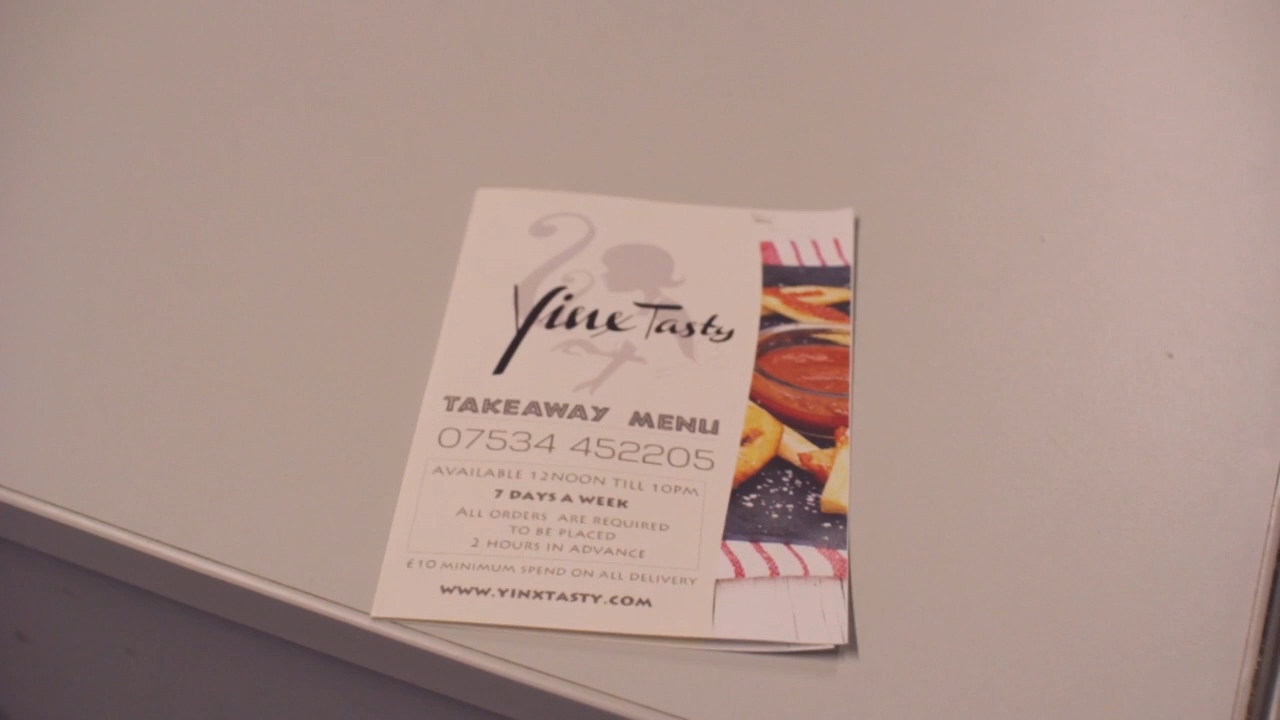 Yinx Tasty
TAKEAWAY MENU
07534 452205
AVAILABLE 12NOON TILL 10PM
7 DAYS A WEEK
ALL ORDERS ARE REQUIRED
TO BE PLACED
2 HOURS IN ADVANCE
£10 MINIMUM SPEND ON ALL DELIVERY
WWW.YINXTASTY.COM